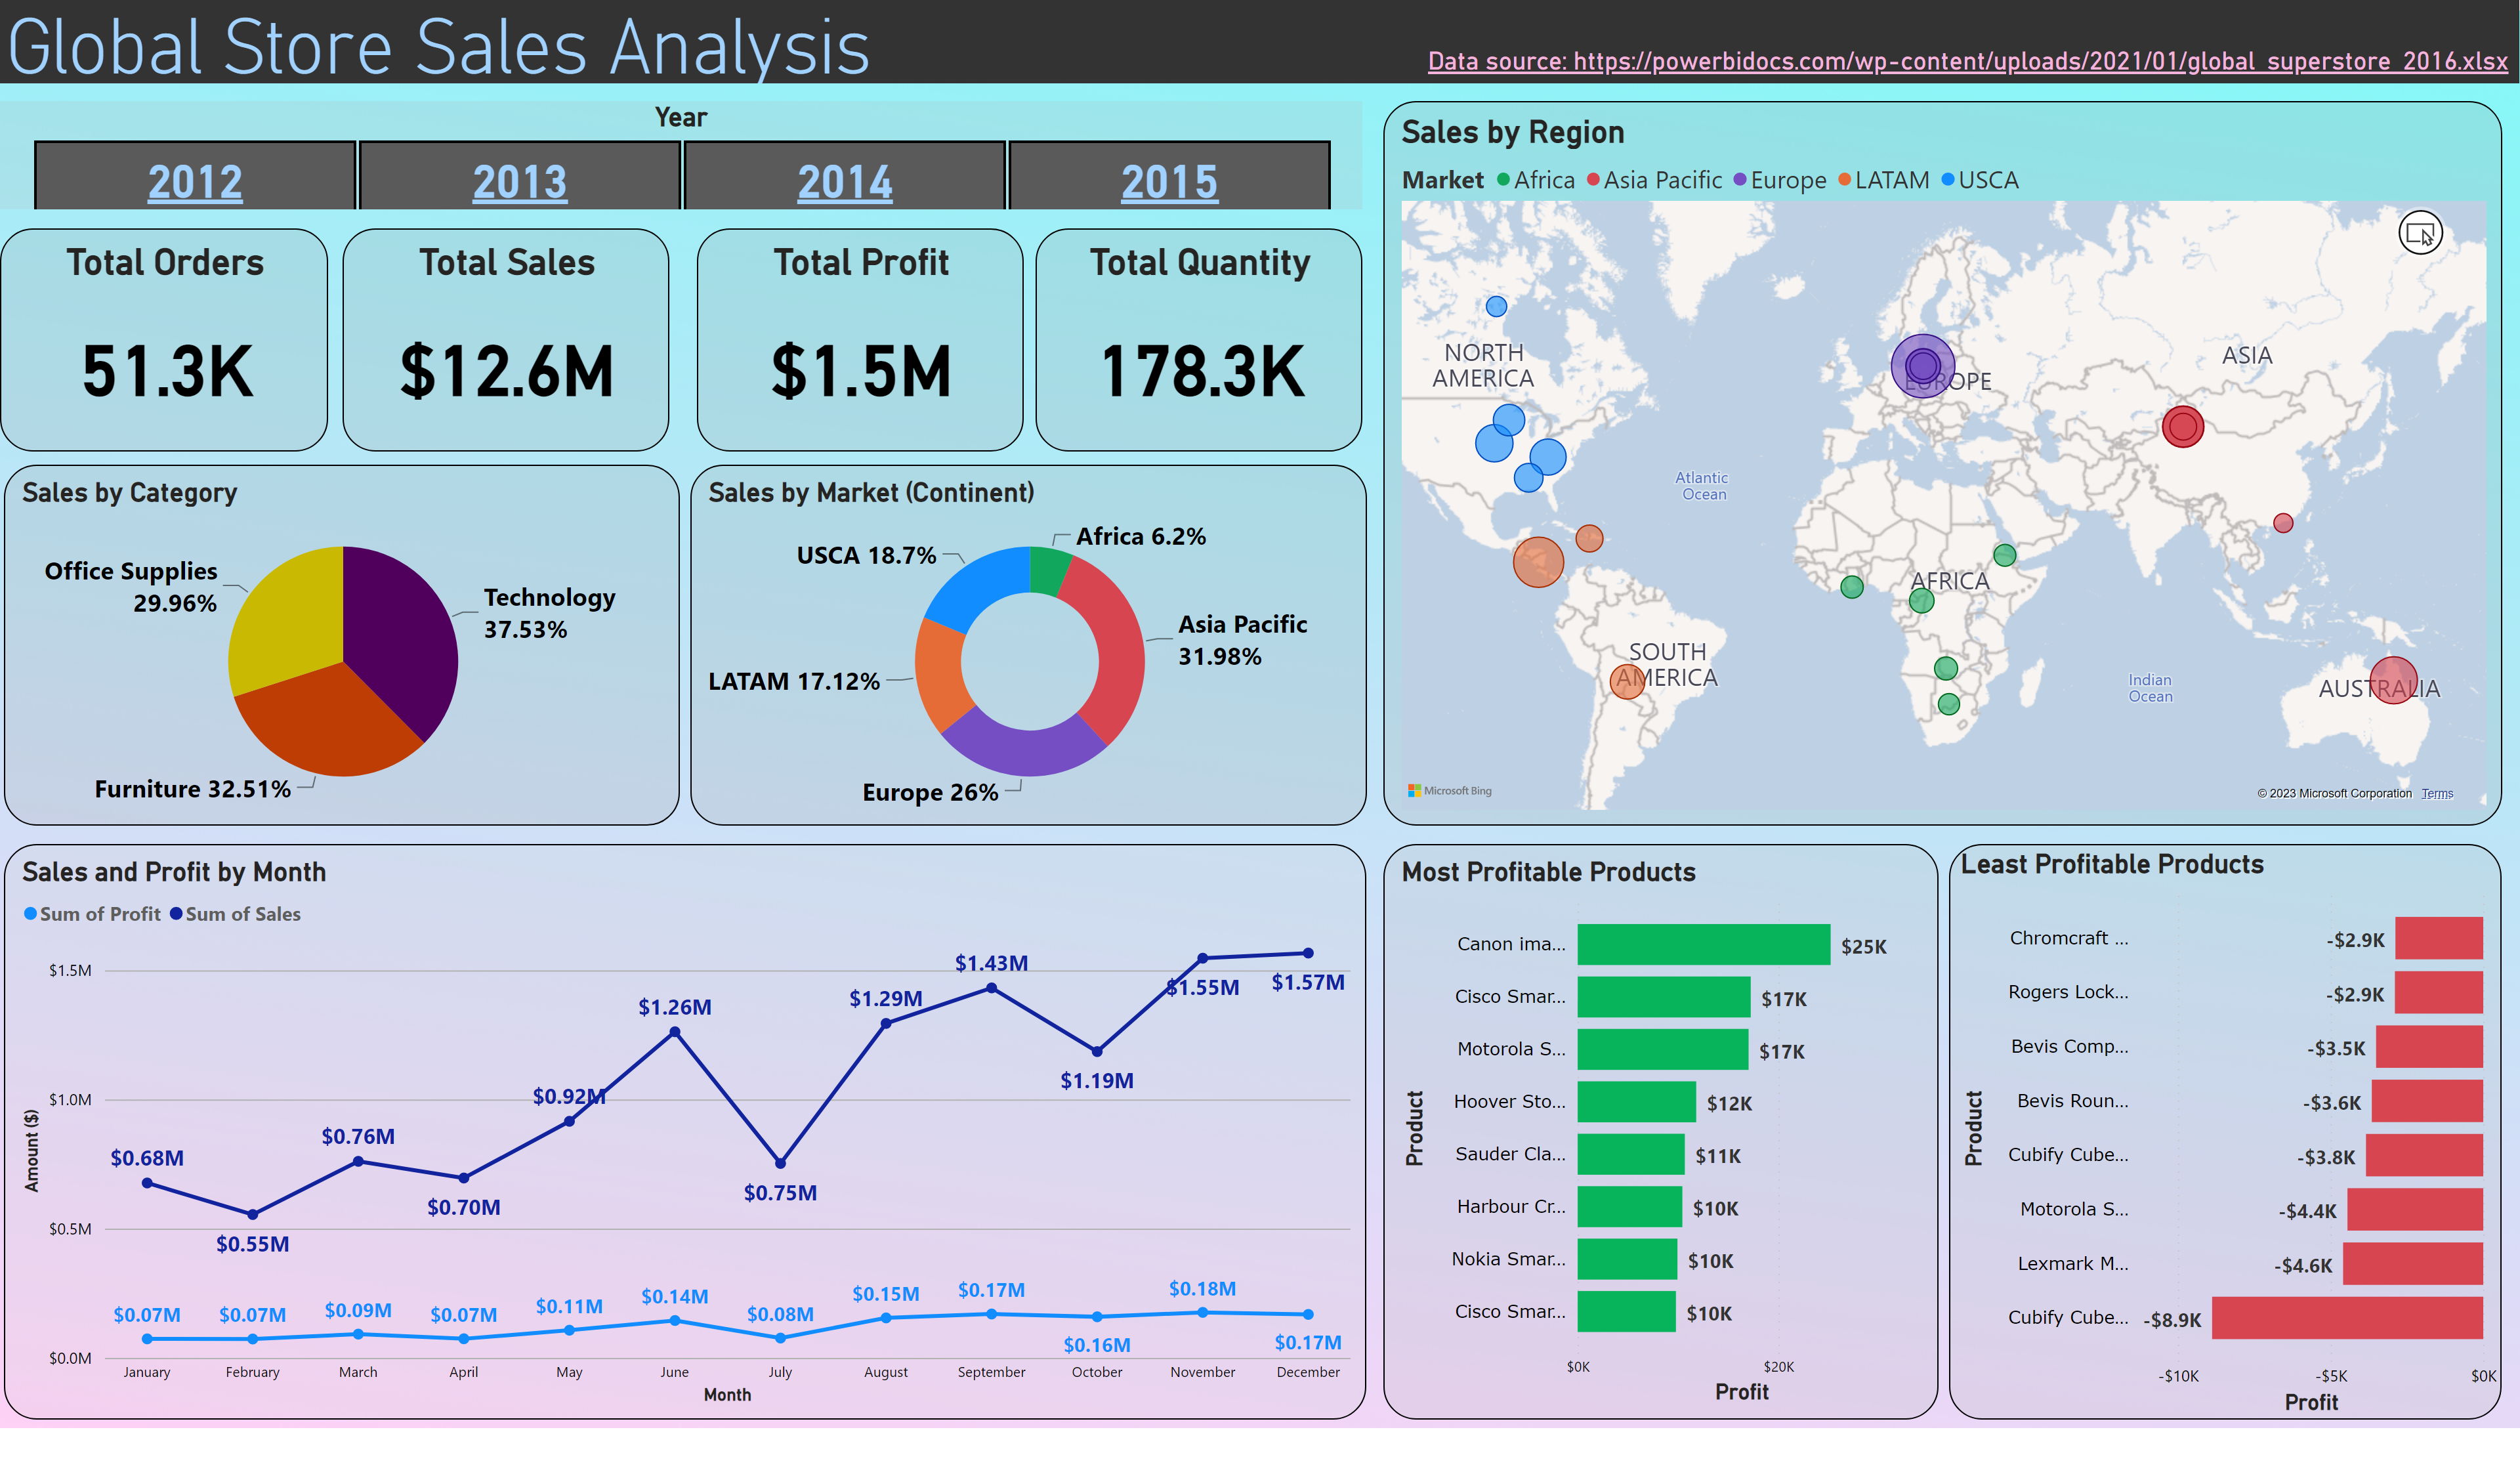 Global Store Sales Analysis
Data source: https://powerbidocs.com/wp-content/uploads/2021/01/global_superstore_2016.xlsx
Year
2012
2013
2014
2015
Total Orders
51.3K
Total Sales
$12.6M
Total Profit
$1.5M
Total Quantity
178.3K
Sales by Category
Office Supplies
29.96%
Technology
37.53%
Furniture 32.51%
Sales by Market (Continent)
Africa 6.2%
USCA 18.7%
Asia Pacific
31.98%
LATAM 17.12%
Europe 26%
Sales by Region
Market Africa Asia Pacific Europe LATAM USCA
NORTH
AMERICA
EUROPE
ASIA
Atlantic
Ocean
AFRICA
SOUTH
AMERICA
Indian
Ocean
AUSTRALIA
Microsoft Bing
© 2023 Microsoft Corporation Terms
Sales and Profit by Month
Sum of Profit Sum of Sales
Amount ($)
$1.5M
$1.0M
$0.5M
$0.0M
$0.68M
$0.55M
$0.76M
$0.70M
$0.92M
$1.26M
$0.75M
$1.29M
$1.43M
$1.19M
$1.55M
$1.57M
$0.07M
$0.07M
$0.09M
$0.07M
$0.11M
$0.14M
$0.08M
$0.15M
$0.17M
$0.16M
$0.18M
$0.17M
January February March April May June July August September October November December
Month
Most Profitable Products
Product
Canon ima... $25K
Cisco Smar... $17K
Motorola S... $17K
Hoover Sto... $12K
Sauder Cla... $11K
Harbour Cr... $10K
Nokia Smar... $10K
Cisco Smar... $10K
$0K $20K
Profit
Least Profitable Products
Product
Chromcraft ... -$2.9K
Rogers Lock... -$2.9K
Bevis Comp... -$3.5K
Bevis Roun... -$3.6K
Cubify Cube... -$3.8K
Motorola S... -$4.4K
Lexmark M... -$4.6K
Cubify Cube... -$8.9K
-$10K -$5K $0K
Profit